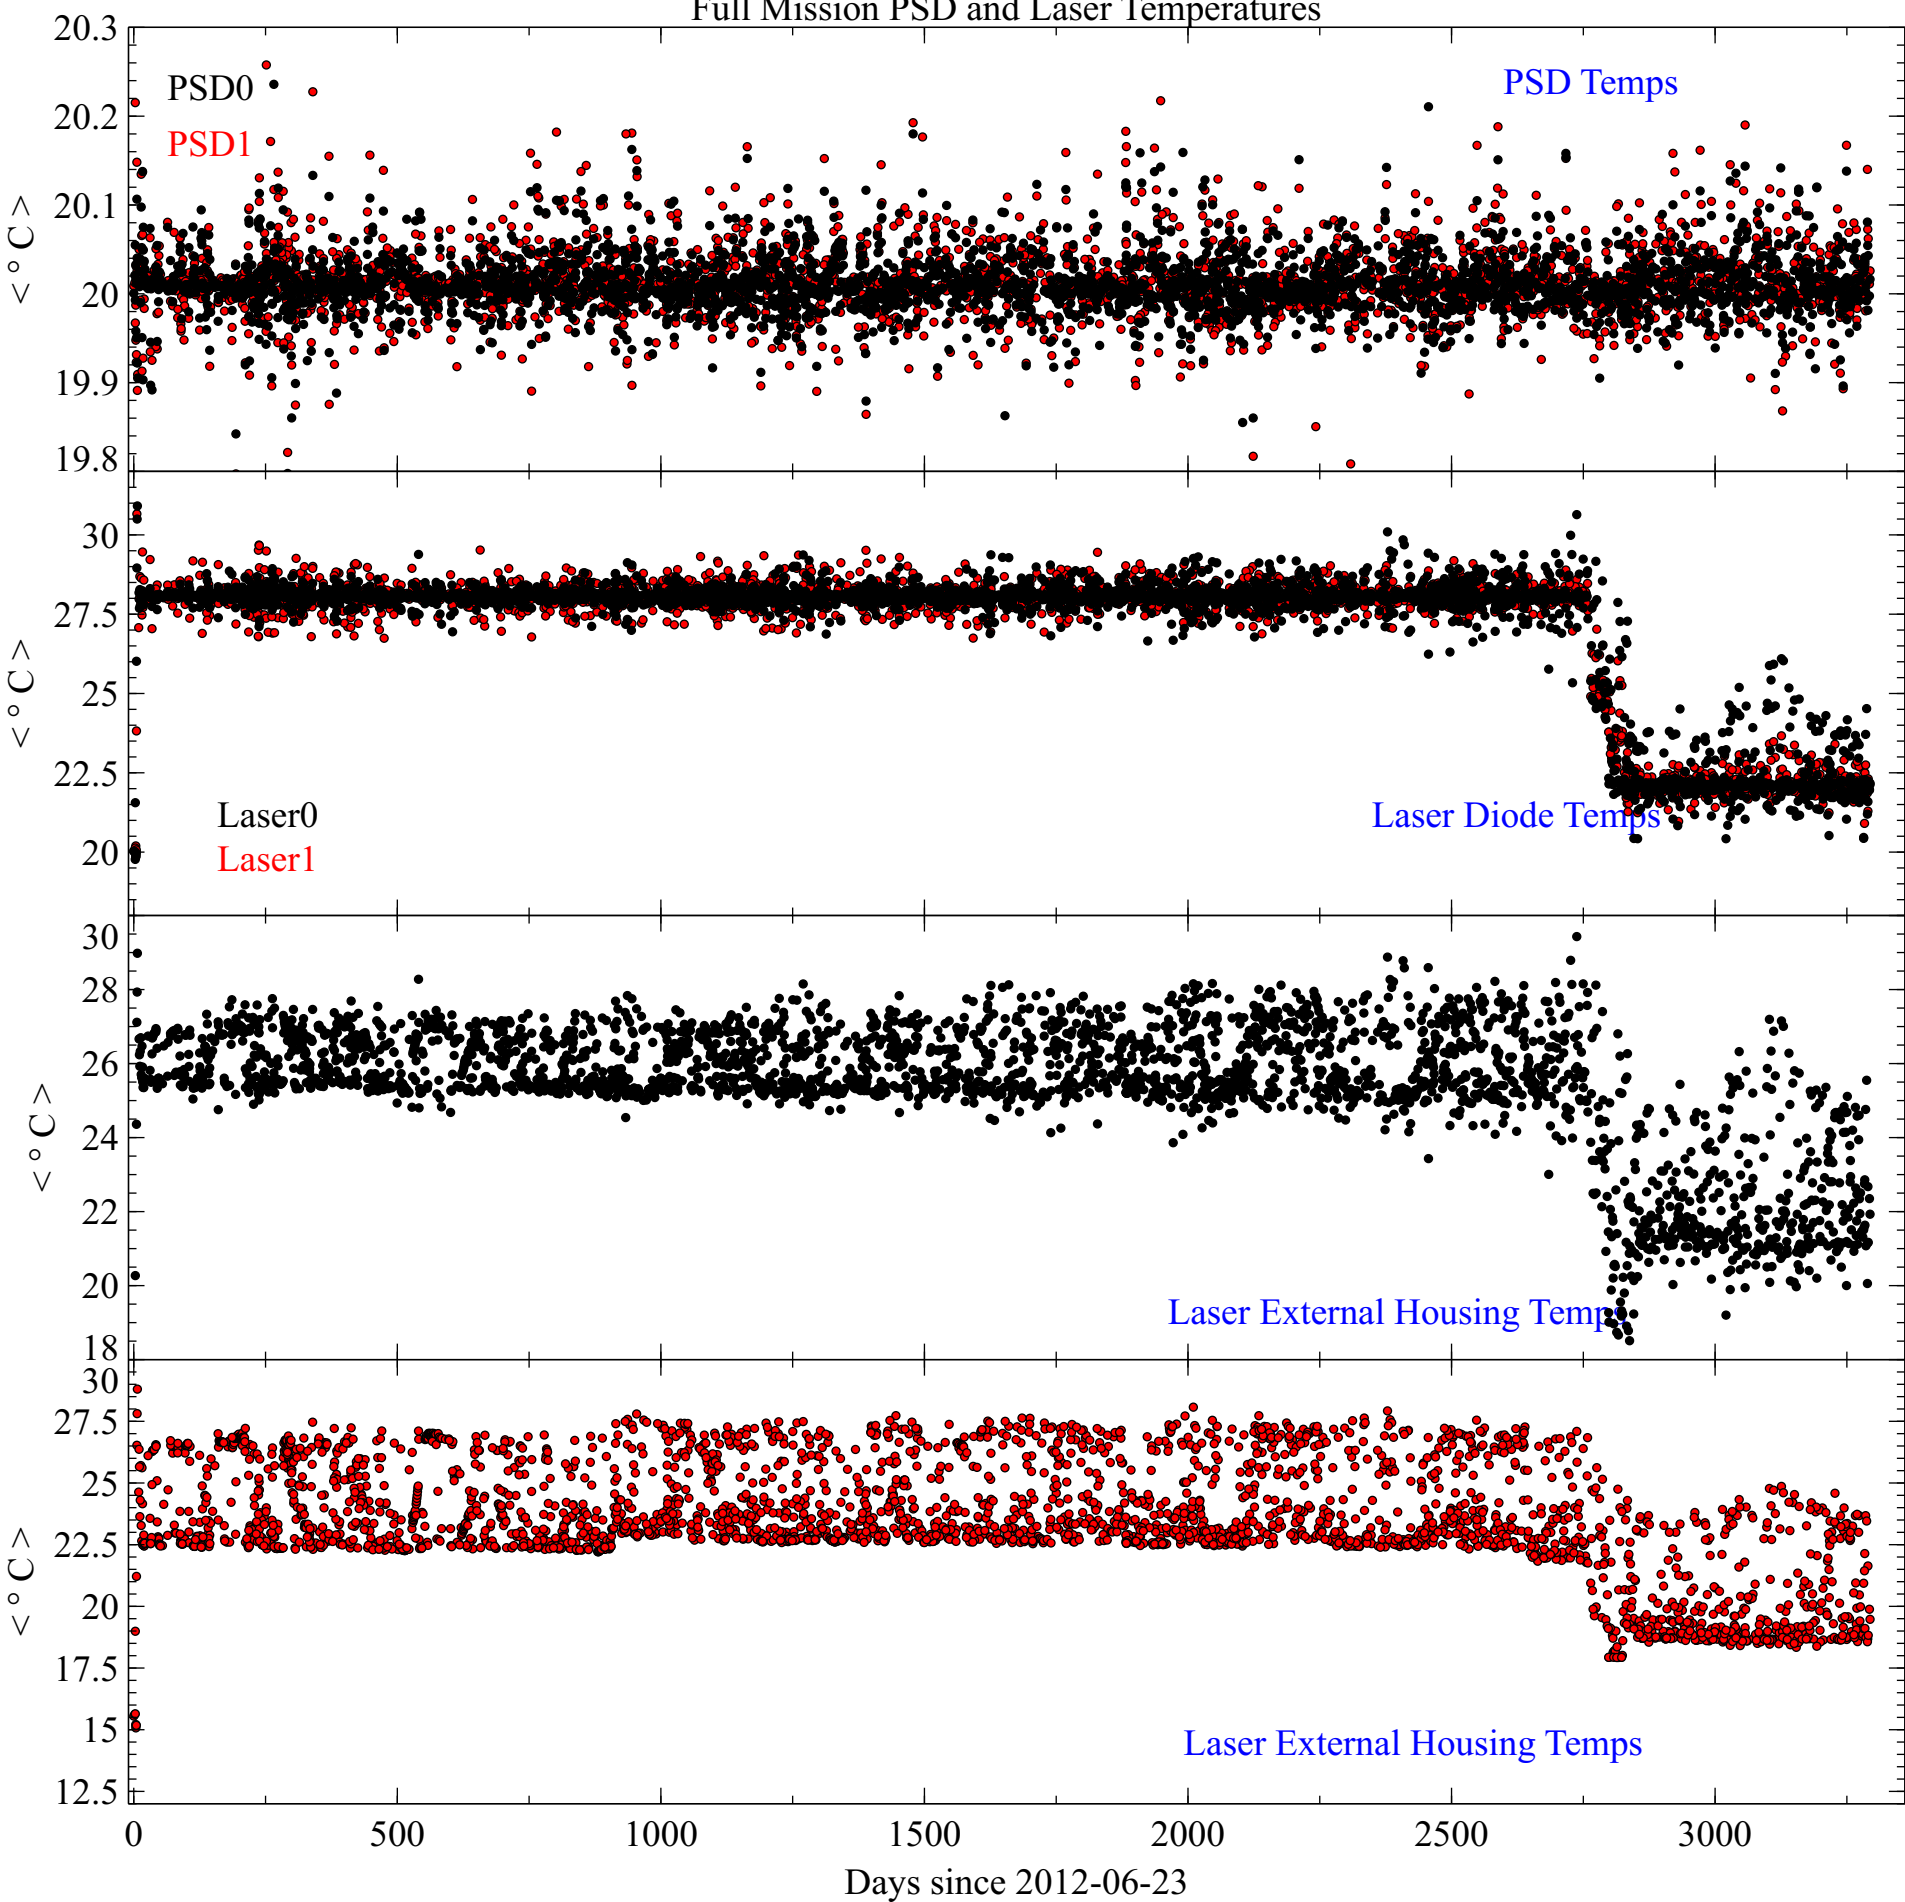 Full Mission PSD and Laser Temperatures
20.3
20.2
20.1
20
19.9
19.8
< ° C >
PSD0
PSD1
PSD Temps
30
27.5
25
22.5
20
< ° C >
Laser0
Laser1
Laser Diode Temps
30
28
26
24
22
20
18
< ° C >
Laser External Housing Temps
30
27.5
25
22.5
20
17.5
15
12.5
< ° C >
Laser External Housing Temps
0 500 1000 1500 2000 2500 3000
Days since 2012-06-23